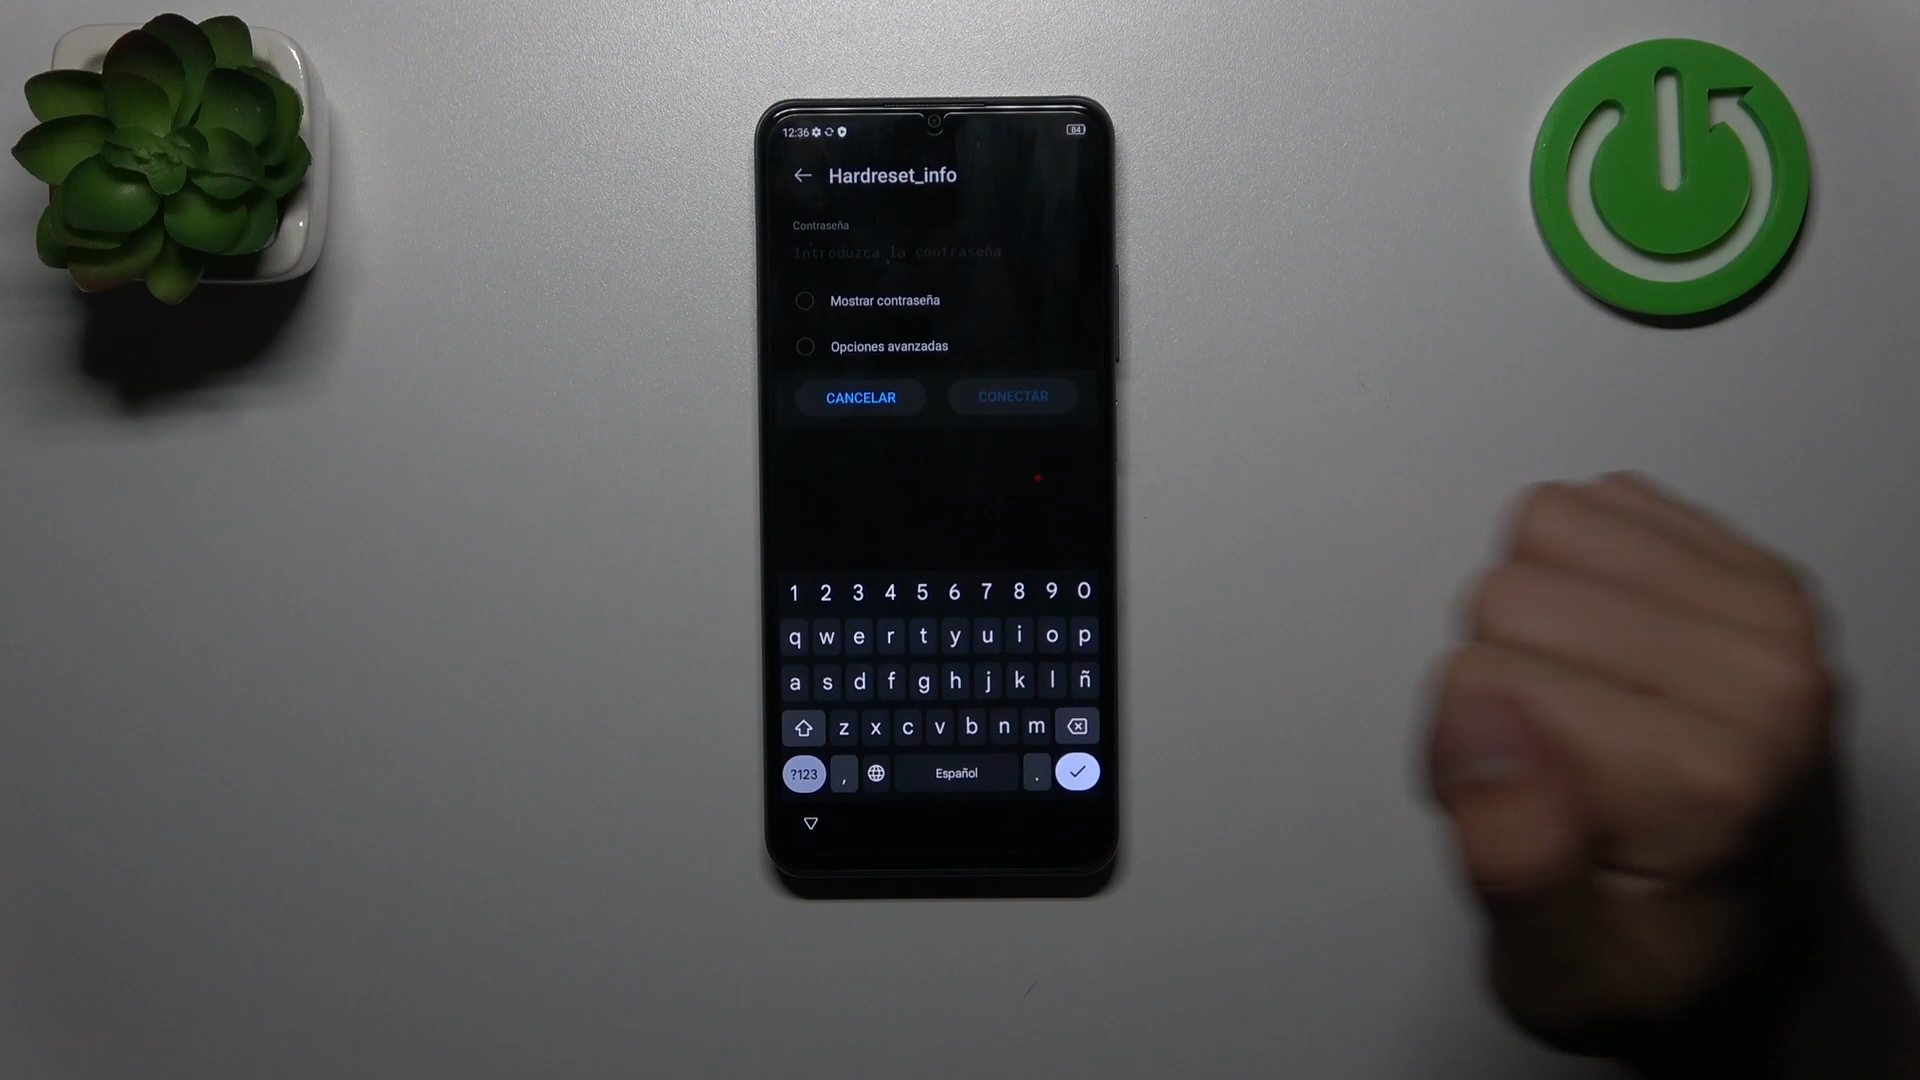 12:36
84
Hardreset_info
Contraseña
Introduzca la contraseña
Mostrar contraseña
Opciones avanzadas
CANCELAR CONECTAR
1 2 3 4 5 6 7 8 9 0
q w e r t y u i o p
a s d f g h j k l ñ
z x c v b n m
?123 , Español .